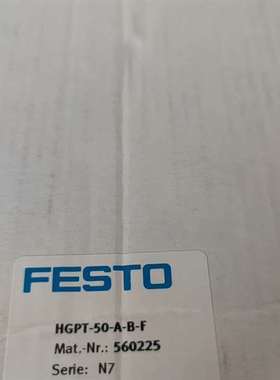 FESTO
HGPT-50-A-B-F
Mat.-Nr.: 560225
Serie: N7